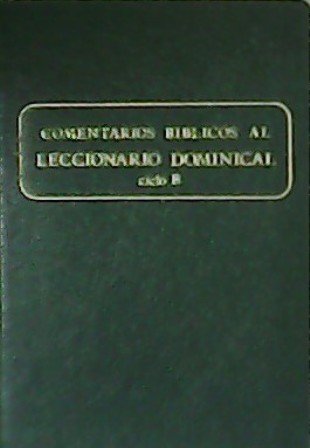 COMENTARIOS BIBLICOS AL
LECCIONARIO DOMINICAL
ciclo B